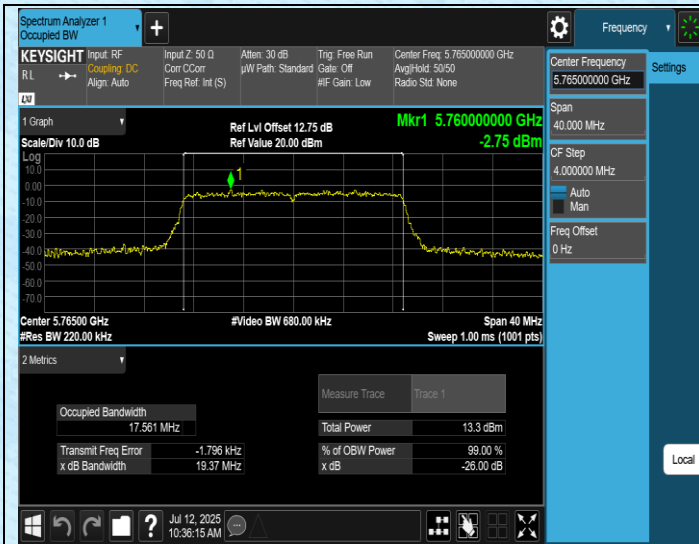 Spectrum Analyzer 1
Occupied BW
Frequency
KEYSIGHT
RL
LXI
Input: RF
Coupling: DC
Align: Auto
Input Z: 50 Ω
Corr CCorr
Freq Ref: Int (S)
Atten: 30 dB
µW Path: Standard
Trig: Free Run
Gate: Off
#IF Gain: Low
Center Freq: 5.765000000 GHz
Avg|Hold: 50/50
Radio Std: None
Center Frequency
5.765000000 GHz
Settings
Span
40.000 MHz
CF Step
4.000000 MHz
Auto
Man
Freq Offset
0 Hz
Local
1 Graph
Scale/Div 10.0 dB
Ref Lvl Offset 12.75 dB
Ref Value 20.00 dBm
Mkr1 5.760000000 GHz
-2.75 dBm
Log
10.0
0.00
-10.0
-20.0
-30.0
-40.0
-50.0
-60.0
-70.0
1
Center 5.76500 GHz
#Video BW 680.00 kHz
Span 40 MHz
#Res BW 220.00 kHz
Sweep 1.00 ms (1001 pts)
2 Metrics
Measure Trace
Trace 1
Occupied Bandwidth
17.561 MHz
Total Power 13.3 dBm
Transmit Freq Error -1.796 kHz
% of OBW Power 99.00 %
x dB Bandwidth 19.37 MHz
x dB -26.00 dB
?
Jul 12, 2025
10:36:15 AM